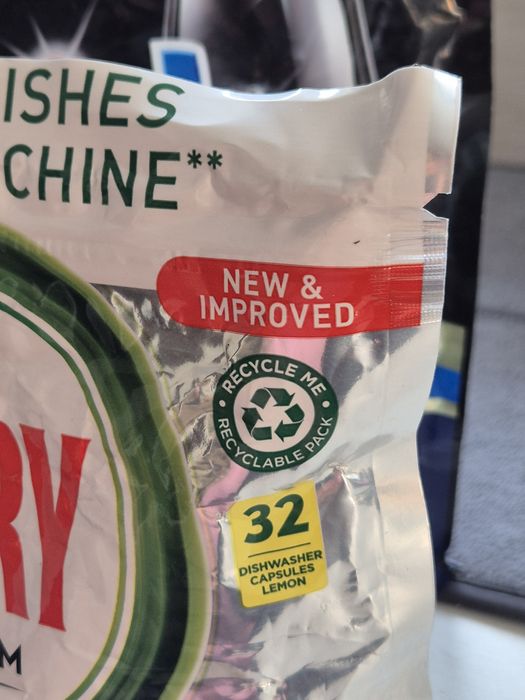 ISHES
CHINE**
NEW &
IMPROVED
RECYCLE ME
RECYCLABLE PACK
32
DISHWASHER
CAPSULES
LEMON
RY
M